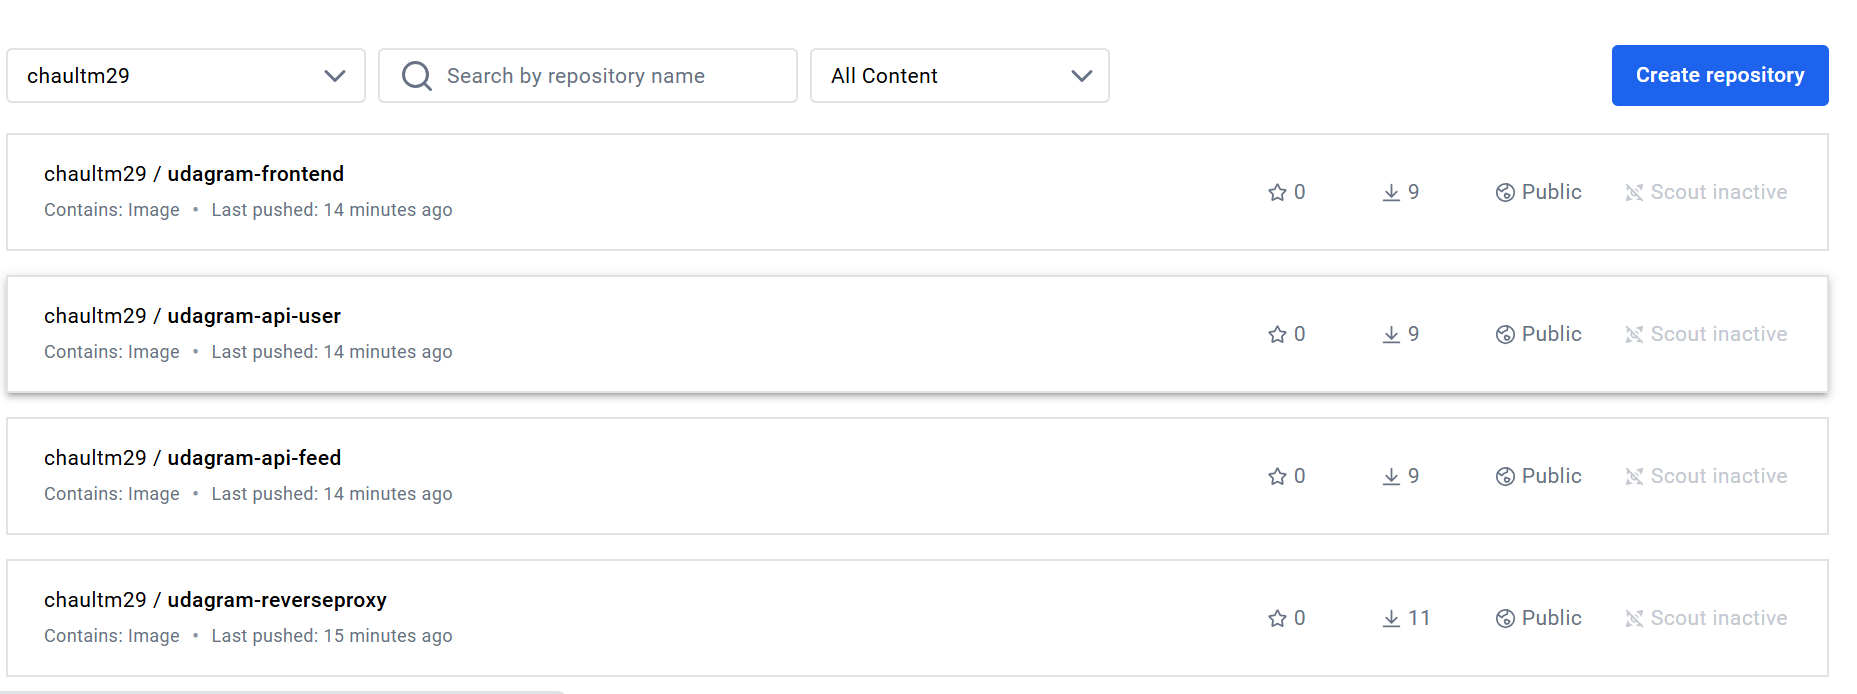 chaultm29
Search by repository name
All Content
Create repository
chaultm29 / udagram-frontend
Contains: Image • Last pushed: 14 minutes ago
0
9
Public
Scout inactive
chaultm29 / udagram-api-user
Contains: Image • Last pushed: 14 minutes ago
0
9
Public
Scout inactive
chaultm29 / udagram-api-feed
Contains: Image • Last pushed: 14 minutes ago
0
9
Public
Scout inactive
chaultm29 / udagram-reverseproxy
Contains: Image • Last pushed: 15 minutes ago
0
11
Public
Scout inactive